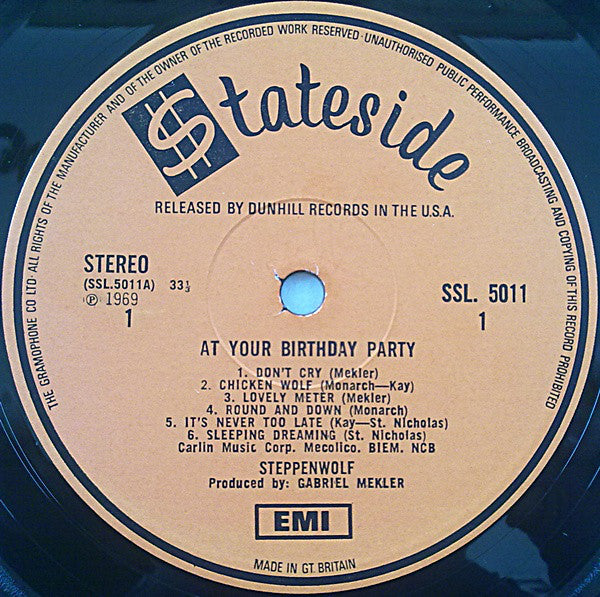 THE GRAMOPHONE CO LTD · ALL RIGHTS OF THE MANUFACTURER AND OF THE OWNER OF THE RECORDED WORK RESERVED · UNAUTHORISED PUBLIC PERFORMANCE BROADCASTING AND COPYING OF THIS RECORD PROHIBITED
$tateside
RELEASED BY DUNHILL RECORDS IN THE U.S.A.
STEREO
(SSL.5011A) 33⅓
℗ 1969
1
SSL. 5011
1
AT YOUR BIRTHDAY PARTY
1. DON'T CRY (Mekler)
2. CHICKEN WOLF (Monarch—Kay)
3. LOVELY METER (Mekler)
4. ROUND AND DOWN (Monarch)
5. IT'S NEVER TOO LATE (Kay—St. Nicholas)
6. SLEEPING DREAMING (St. Nicholas)
Carlin Music Corp. Mecolico. BIEM. NCB
STEPPENWOLF
Produced by: GABRIEL MEKLER
EMI
MADE IN GT. BRITAIN